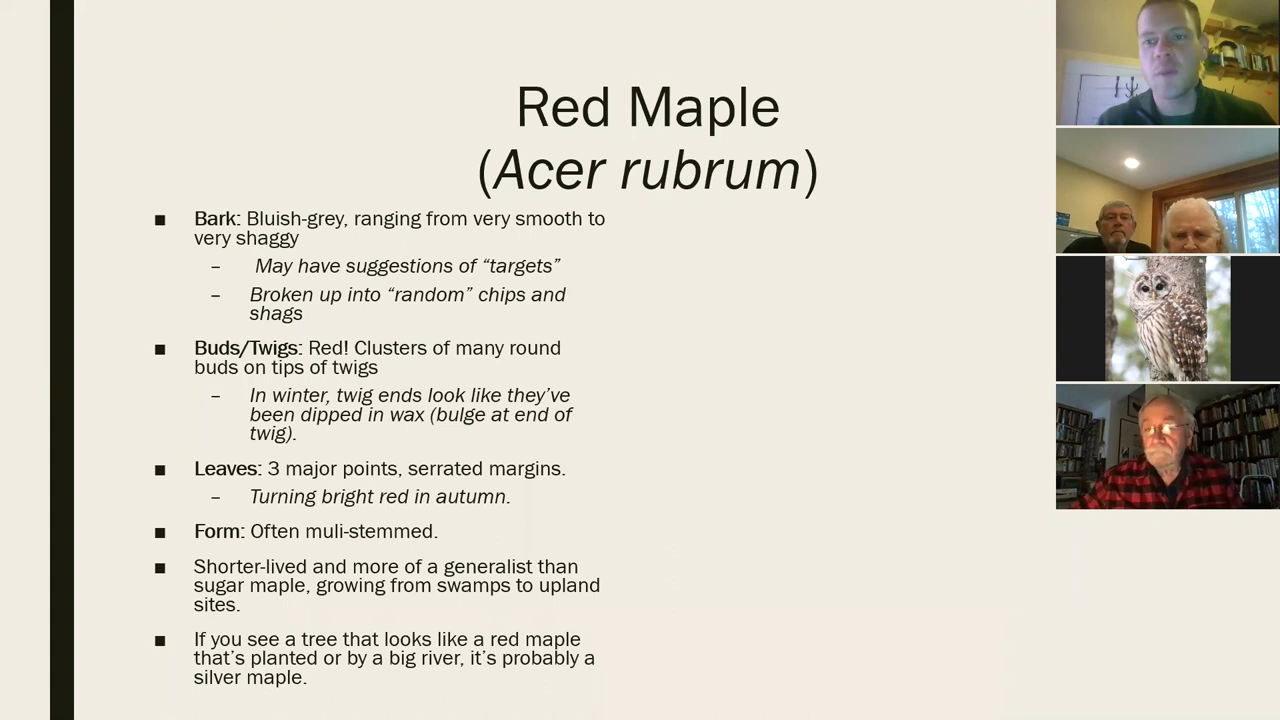 Red Maple
(Acer rubrum)
■ Bark: Bluish-grey, ranging from very smooth to
very shaggy
– May have suggestions of “targets”
– Broken up into “random” chips and
shags
■ Buds/Twigs: Red! Clusters of many round
buds on tips of twigs
– In winter, twig ends look like they’ve
been dipped in wax (bulge at end of
twig).
■ Leaves: 3 major points, serrated margins.
– Turning bright red in autumn.
■ Form: Often muli-stemmed.
■ Shorter-lived and more of a generalist than
sugar maple, growing from swamps to upland
sites.
■ If you see a tree that looks like a red maple
that’s planted or by a big river, it’s probably a
silver maple.